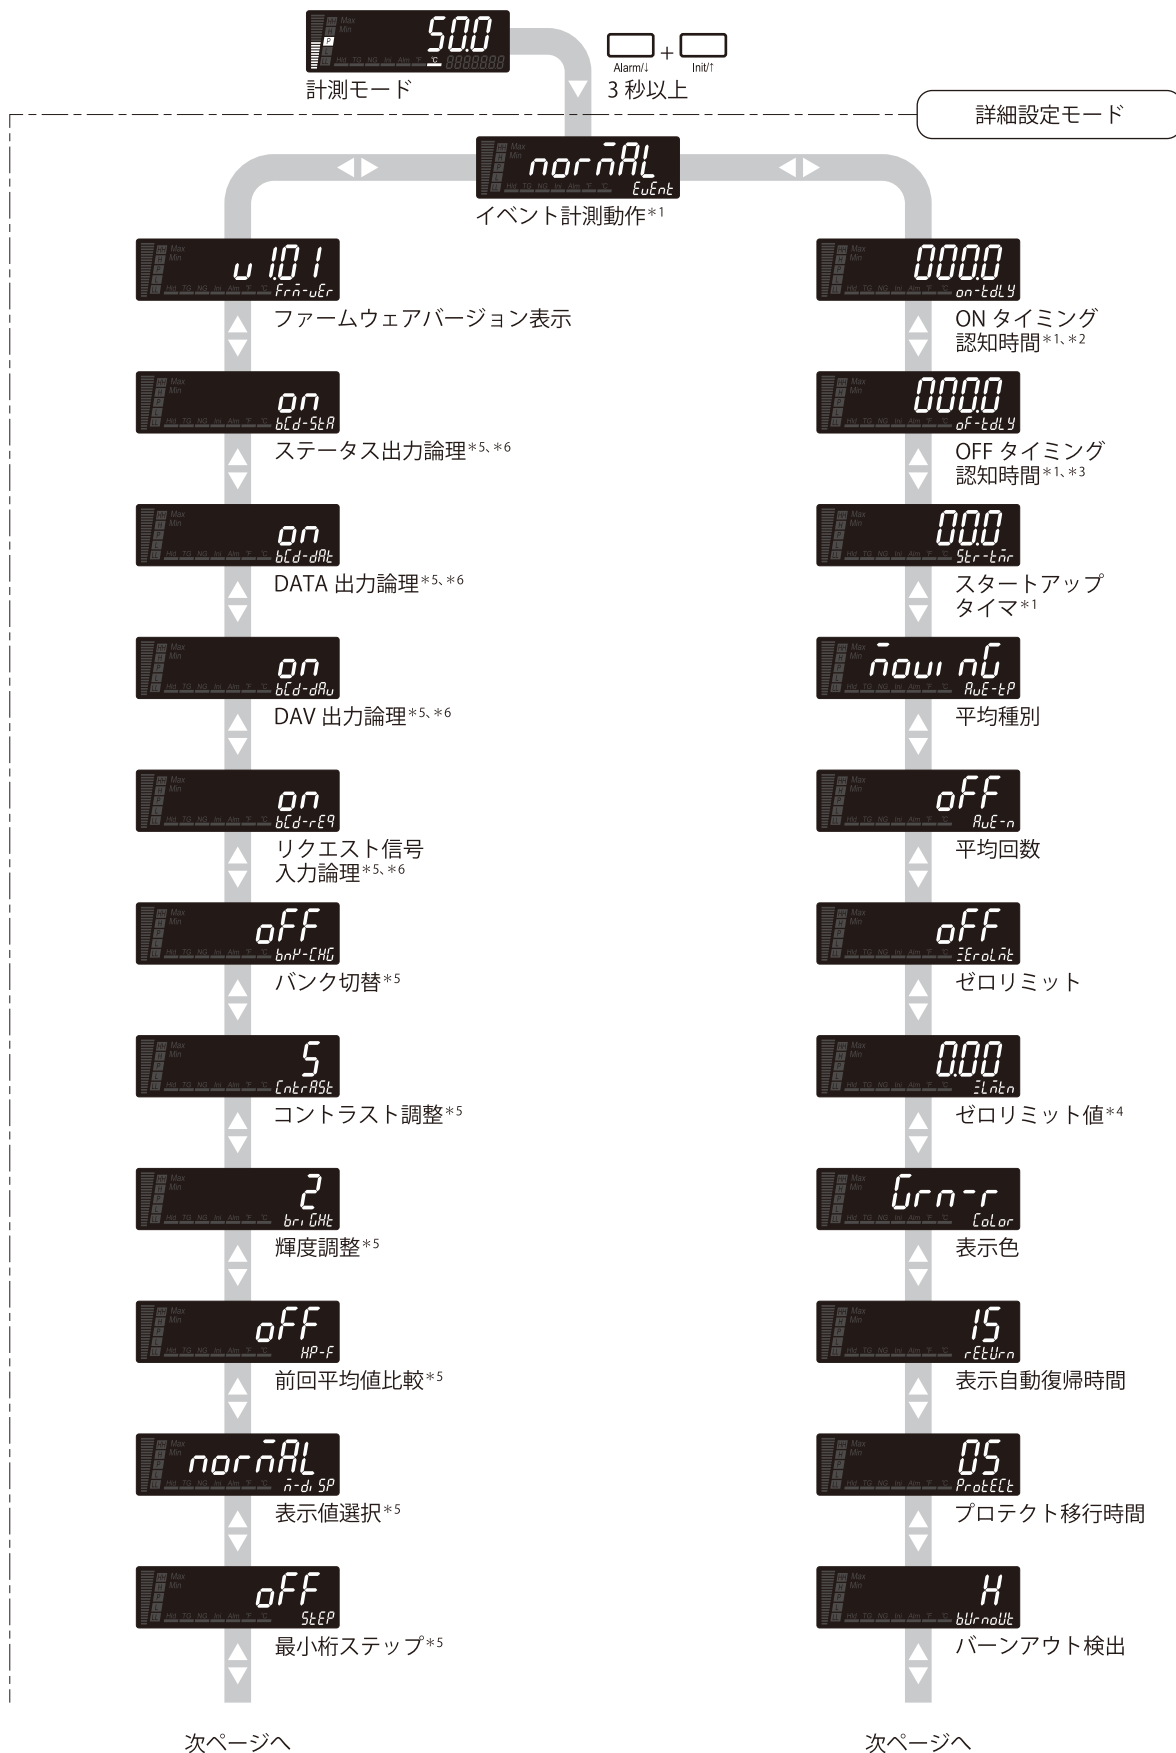 50.0
計測モード
Alarm/↓ + Init/↑
3 秒以上
詳細設定モード
norMAL
EvEnt
イベント計測動作*1
v 1.01
FrM-vEr
ファームウェアバージョン表示
on
bCd-StA
ステータス出力論理*5、*6
on
bCd-dAt
DATA 出力論理*5、*6
on
bCd-dAv
DAV 出力論理*5、*6
on
bCd-rEq
リクエスト信号
入力論理*5、*6
oFF
bnK-CHG
バンク切替*5
5
CntrASt
コントラスト調整*5
2
briGHt
輝度調整*5
oFF
HP-F
前回平均値比較*5
norMAL
M-diSP
表示値選択*5
oFF
StEP
最小桁ステップ*5
次ページへ
000.0
on-tdLY
ON タイミング
認知時間*1、*2
000.0
oF-tdLY
OFF タイミング
認知時間*1、*3
00.0
Str-tMr
スタートアップ
タイマ*1
MovinG
AvE-tP
平均種別
oFF
AvE-n
平均回数
oFF
ZEroLMt
ゼロリミット
0.00
ZLMtn
ゼロリミット値*4
Grn-r
CoLor
表示色
15
rEtUrn
表示自動復帰時間
05
ProtECt
プロテクト移行時間
H
bUrnoUt
バーンアウト検出
次ページへ